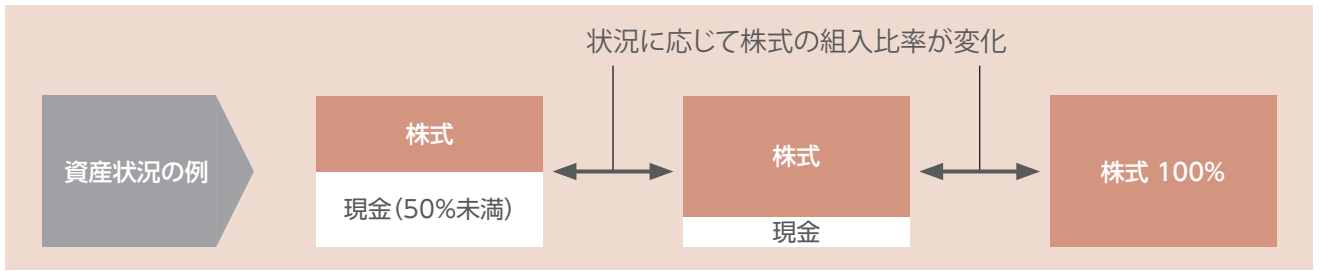 状況に応じて株式の組入比率が変化
資産状況の例
株式
現金(50%未満)
株式
現金
株式 100%